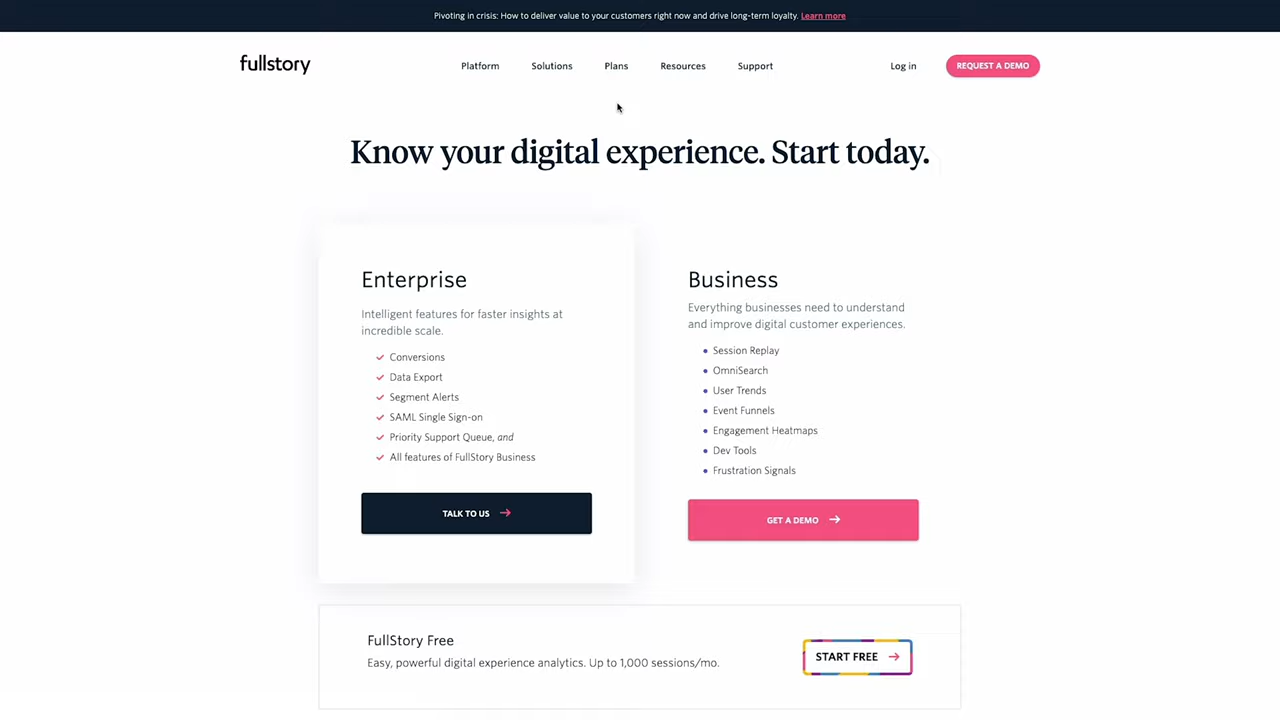 Pivoting in crisis: How to deliver value to your customers right now and drive long-term loyalty. Learn more
fullstory
Platform Solutions Plans Resources Support Log in REQUEST A DEMO
Know your digital experience. Start today.
Enterprise
Intelligent features for faster insights at
incredible scale.
Conversions
Data Export
Segment Alerts
SAML Single Sign-on
Priority Support Queue, and
All features of FullStory Business
TALK TO US
Business
Everything businesses need to understand
and improve digital customer experiences.
Session Replay
OmniSearch
User Trends
Event Funnels
Engagement Heatmaps
Dev Tools
Frustration Signals
GET A DEMO
FullStory Free
Easy, powerful digital experience analytics. Up to 1,000 sessions/mo.
START FREE